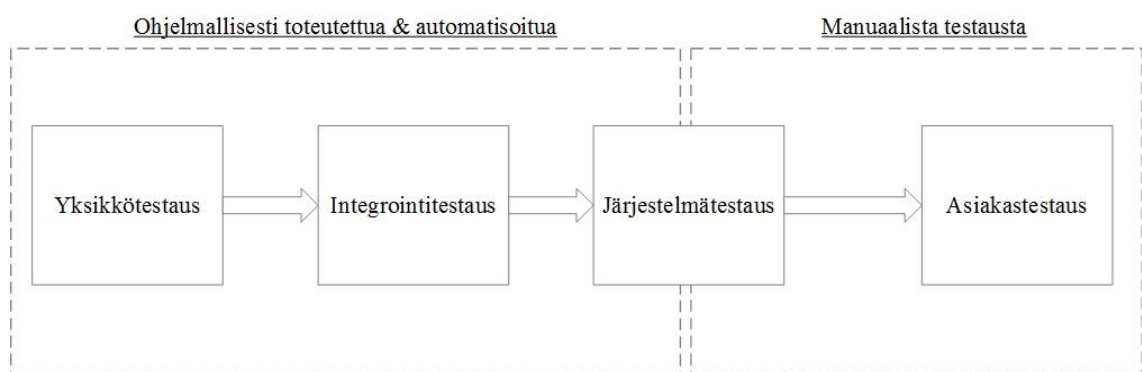 Ohjelmallisesti toteutettua & automatisoitua
Manuaalista testausta
Yksikkötestaus
Integrointitestaus
Järjestelmätestaus
Asiakastestaus